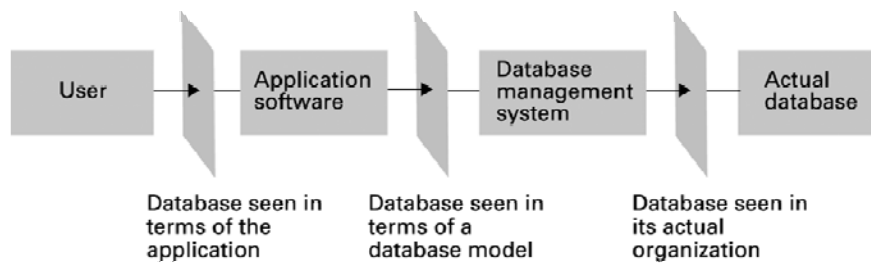 User
Application
software
Database
management
system
Actual
database
Database seen in
terms of the
application
Database seen in
terms of a
database model
Database seen in
its actual
organization